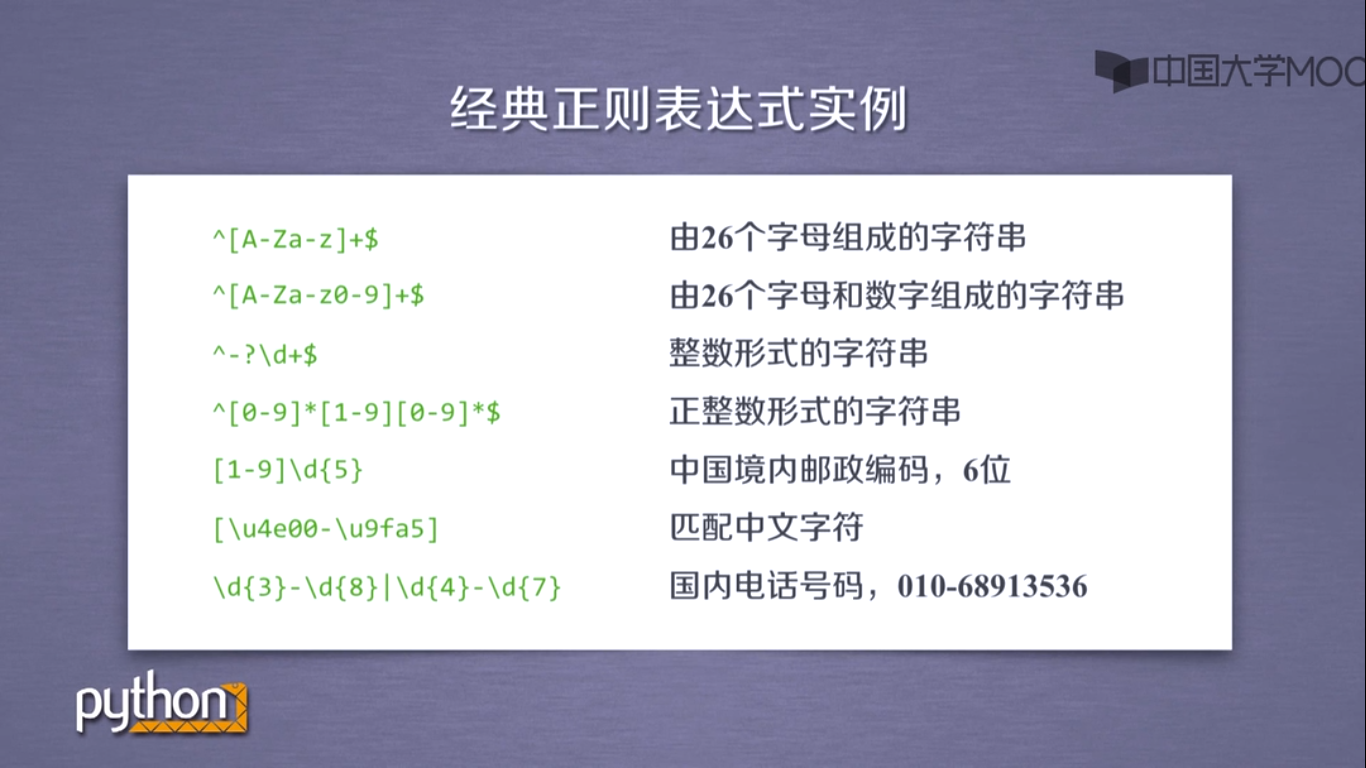 中国大学MOO
经典正则表达式实例
^[A-Za-z]+$ 由26个字母组成的字符串
^[A-Za-z0-9]+$ 由26个字母和数字组成的字符串
^-?\d+$ 整数形式的字符串
^[0-9]*[1-9][0-9]*$ 正整数形式的字符串
[1-9]\d{5} 中国境内邮政编码，6位
[\u4e00-\u9fa5] 匹配中文字符
\d{3}-\d{8}|\d{4}-\d{7} 国内电话号码，010-68913536
python